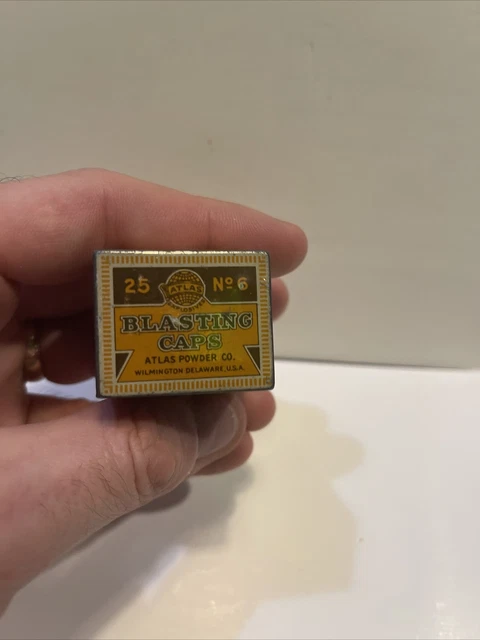 25 Nº 6
ATLAS
BLASTING
CAPS
ATLAS POWDER CO.
WILMINGTON DELAWARE, U.S.A.